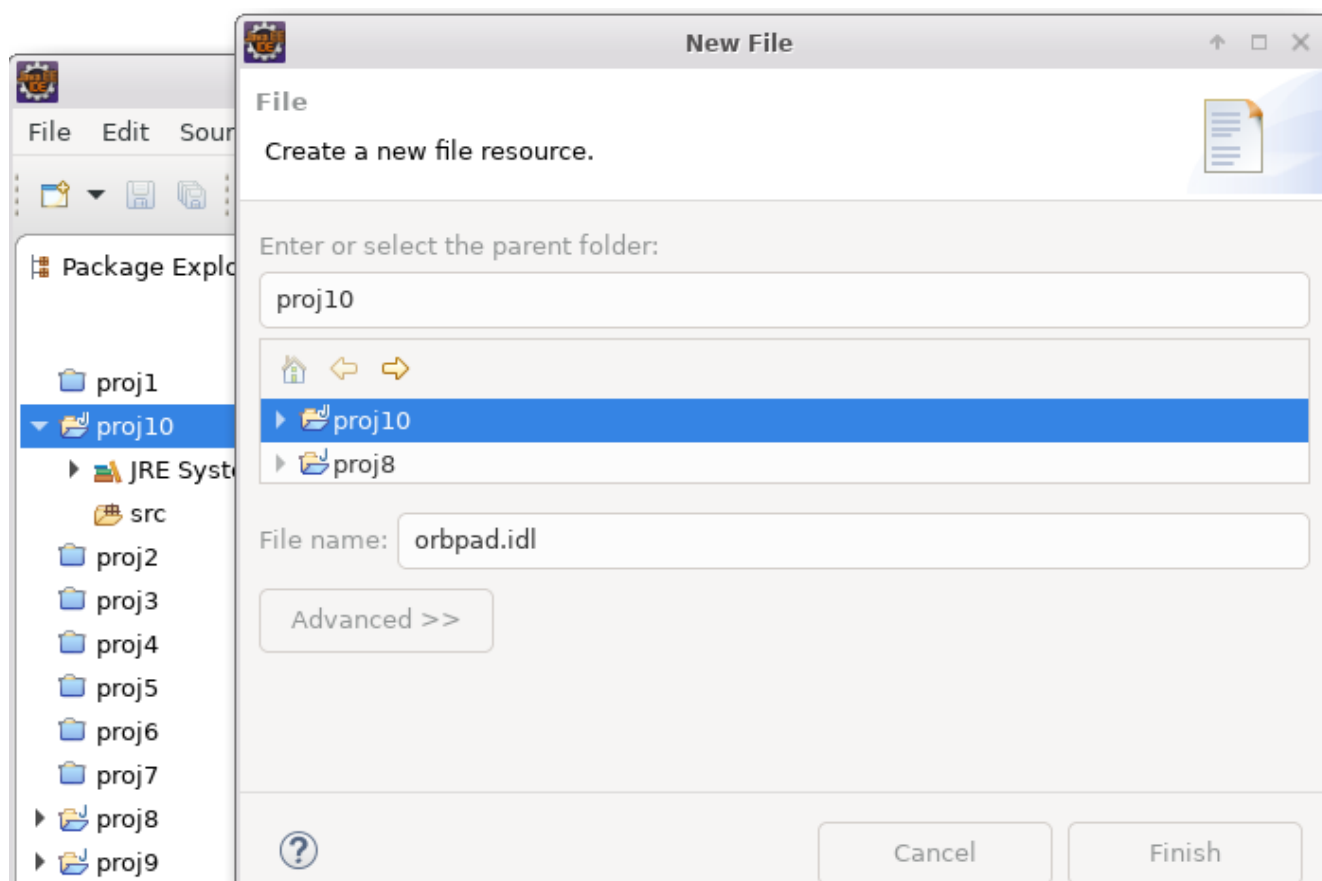 New File
File
Create a new file resource.
Enter or select the parent folder:
proj10
proj10
proj8
File name: orbpad.idl
Advanced >>
Cancel
Finish
File Edit Sour
Package Explo
proj1
proj10
JRE Syst
src
proj2
proj3
proj4
proj5
proj6
proj7
proj8
proj9